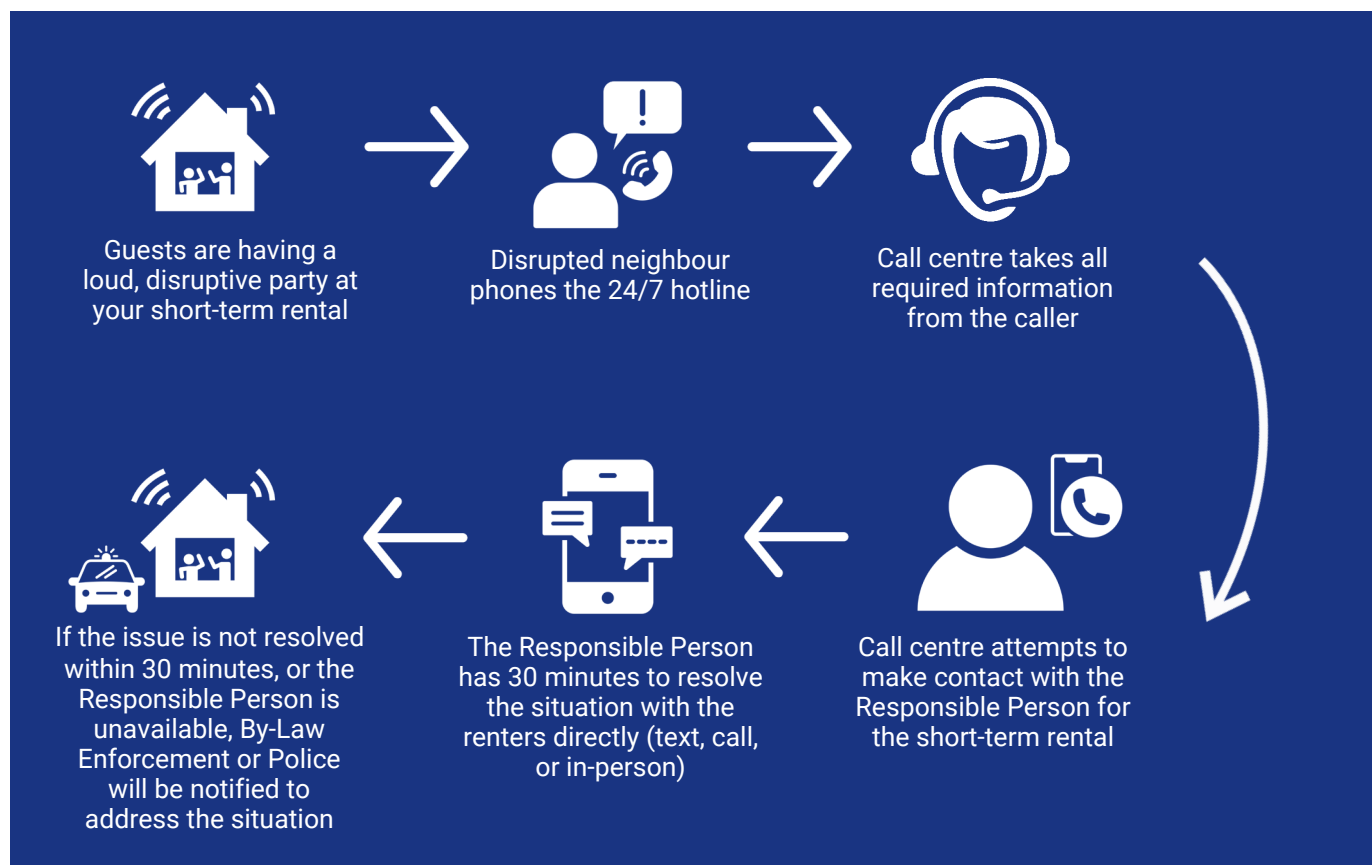 Guests are having a
loud, disruptive party at
your short-term rental
Disrupted neighbour
phones the 24/7 hotline
Call centre takes all
required information
from the caller
Call centre attempts to
make contact with the
Responsible Person for
the short-term rental
The Responsible Person
has 30 minutes to resolve
the situation with the
renters directly (text, call,
or in-person)
If the issue is not resolved
within 30 minutes, or the
Responsible Person is
unavailable, By-Law
Enforcement or Police
will be notified to
address the situation